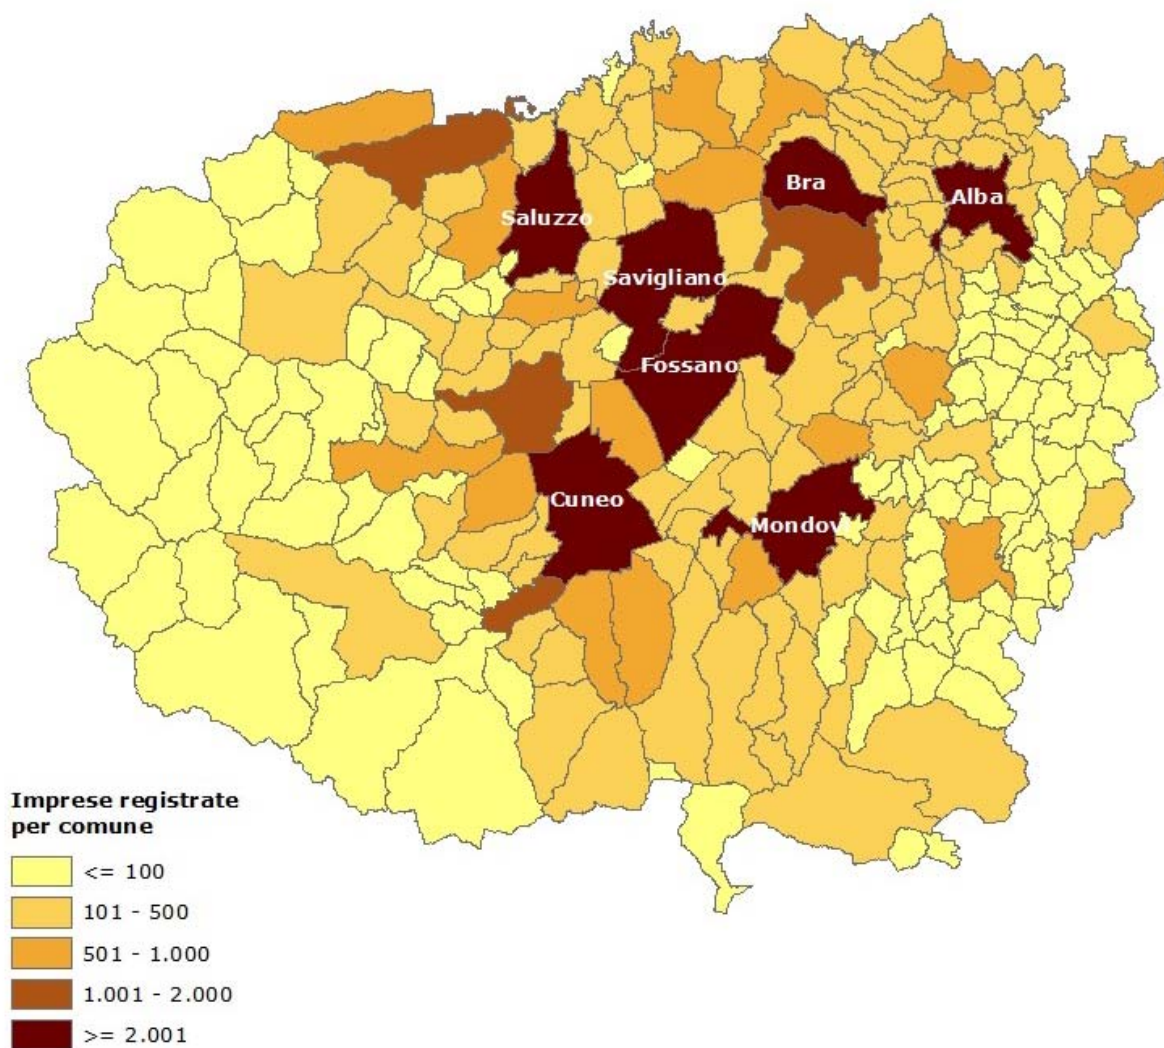 Bra
Alba
Saluzzo
Savigliano
Fossano
Cuneo
Mondovì
Imprese registrate
per comune
<= 100
101 - 500
501 - 1.000
1.001 - 2.000
>= 2.001